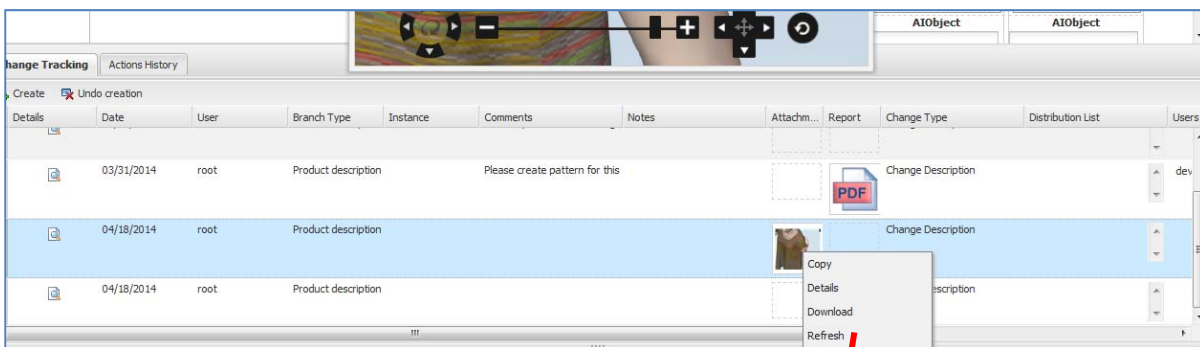 AIObject AIObject
hange Tracking Actions History
Create Undo creation
Details Date User Branch Type Instance Comments Notes Attachm... Report Change Type Distribution List Users
03/31/2014 root Product description Please create pattern for this Change Description dev
PDF
04/18/2014 root Product description Change Description
Copy
04/18/2014 root Product description Details escription
Download
Refresh